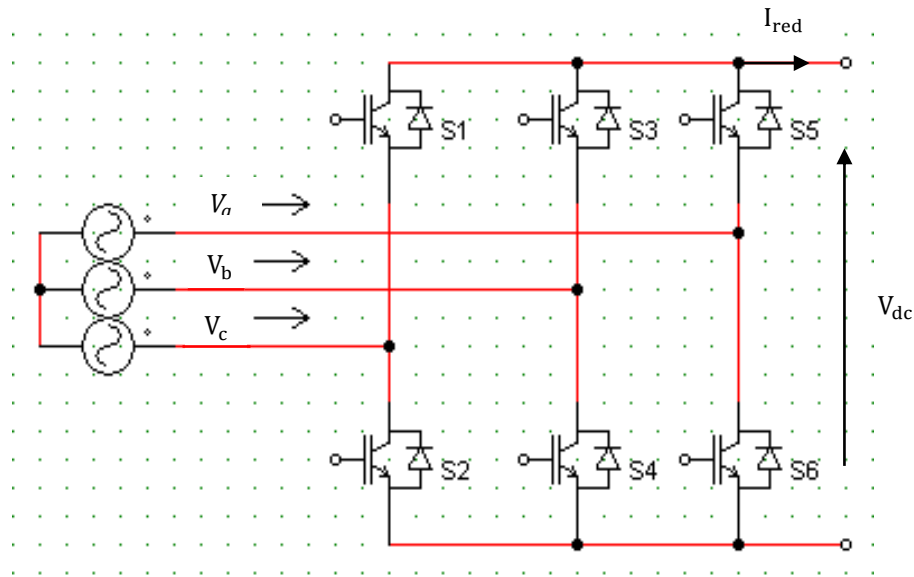 I_red
S1
S3
S5
V_a
V_b
V_dc
V_c
S2
S4
S6